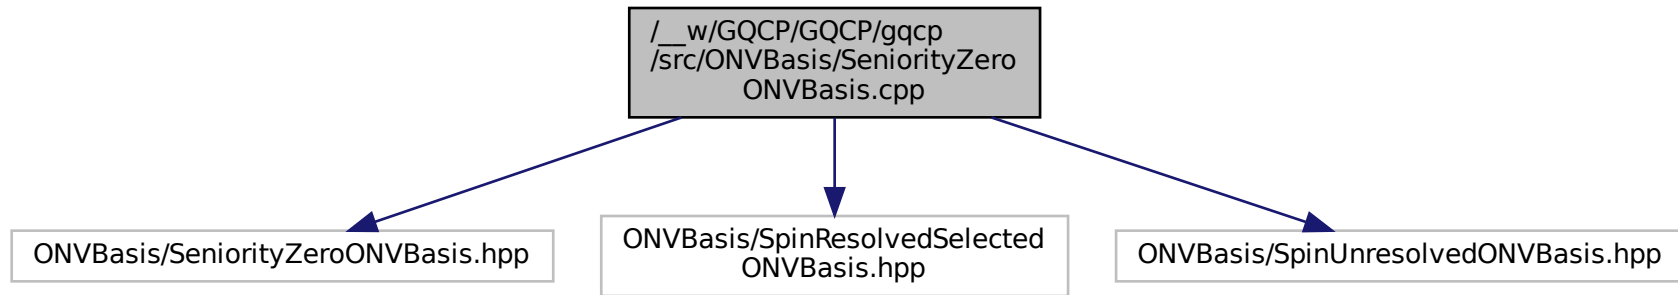 /__w/GQCP/GQCP/gqcp
/src/ONVBasis/SeniorityZero
ONVBasis.cpp
ONVBasis/SeniorityZeroONVBasis.hpp
ONVBasis/SpinResolvedSelected
ONVBasis.hpp
ONVBasis/SpinUnresolvedONVBasis.hpp